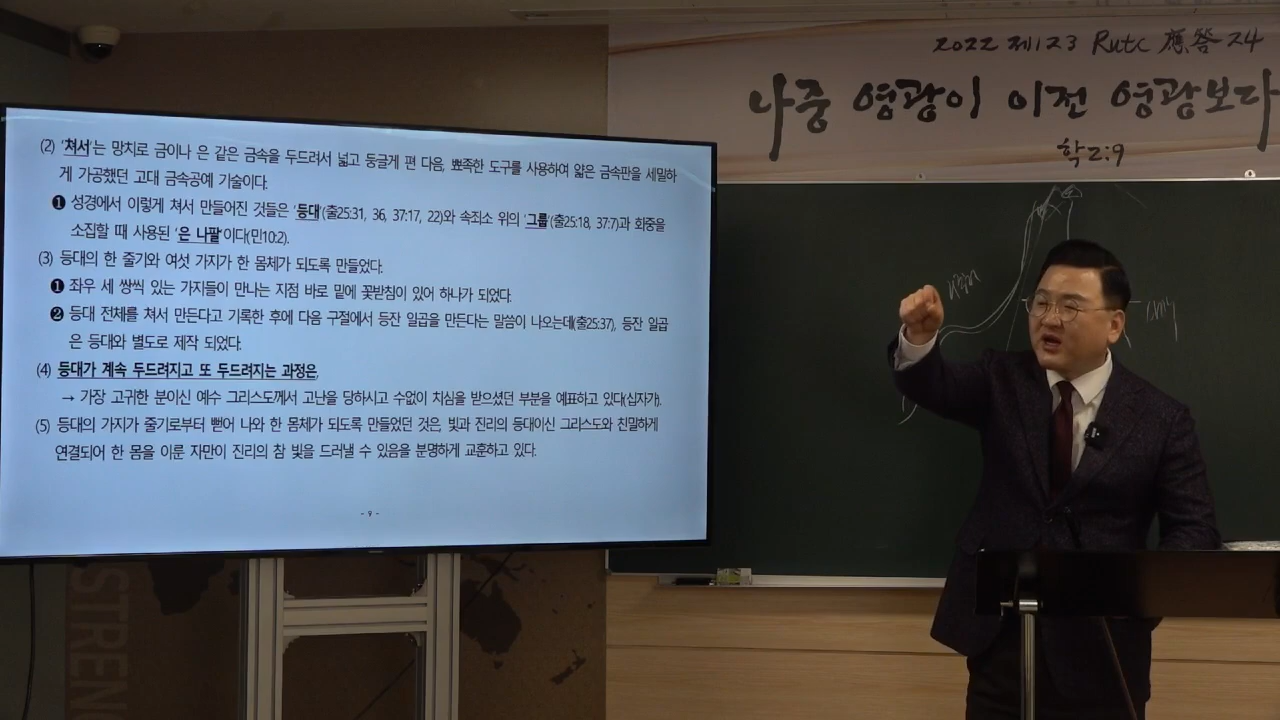 2022 제123 Rutc 應答 24
나중 영광이 이전 영광보다
학2:9
(2) '쳐서'는 망치로 금이나 은 같은 금속을 두드려서 넓고 둥글게 편 다음, 뾰족한 도구를 사용하여 얇은 금속판을 세밀하
게 가공했던 고대 금속공예 기술이다.
❶ 성경에서 이렇게 쳐서 만들어진 것들은 '등대'(출25:31, 36, 37:17, 22)와 속죄소 위의 '그룹'(출25:18, 37:7)과 회중을
소집할 때 사용된 '은 나팔'이다(민10:2).
(3) 등대의 한 줄기와 여섯 가지가 한 몸체가 되도록 만들었다.
❶ 좌우 세 쌍씩 있는 가지들이 만나는 지점 바로 밑에 꽃받침이 있어 하나가 되었다.
❷ 등대 전체를 쳐서 만든다고 기록한 후에 다음 구절에서 등잔 일곱을 만든다는 말씀이 나오는데(출25:37), 등잔 일곱
은 등대와 별도로 제작 되었다.
(4) 등대가 계속 두드려지고 또 두드려지는 과정은,
→ 가장 고귀한 분이신 예수 그리스도께서 고난을 당하시고 수없이 치심을 받으셨던 부분을 예표하고 있다(십자가).
(5) 등대의 가지가 줄기로부터 뻗어 나와 한 몸체가 되도록 만들었던 것은, 빛과 진리의 등대이신 그리스도와 친밀하게
연결되어 한 몸을 이룬 자만이 진리의 참 빛을 드러낼 수 있음을 분명하게 교훈하고 있다.
- 9 -
STREN